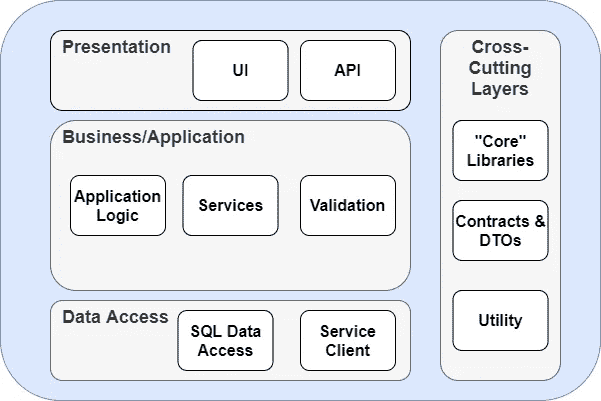 Presentation
UI
API
Business/Application
Application
Logic
Services
Validation
Data Access
SQL Data
Access
Service
Client
Cross-
Cutting
Layers
"Core"
Libraries
Contracts &
DTOs
Utility